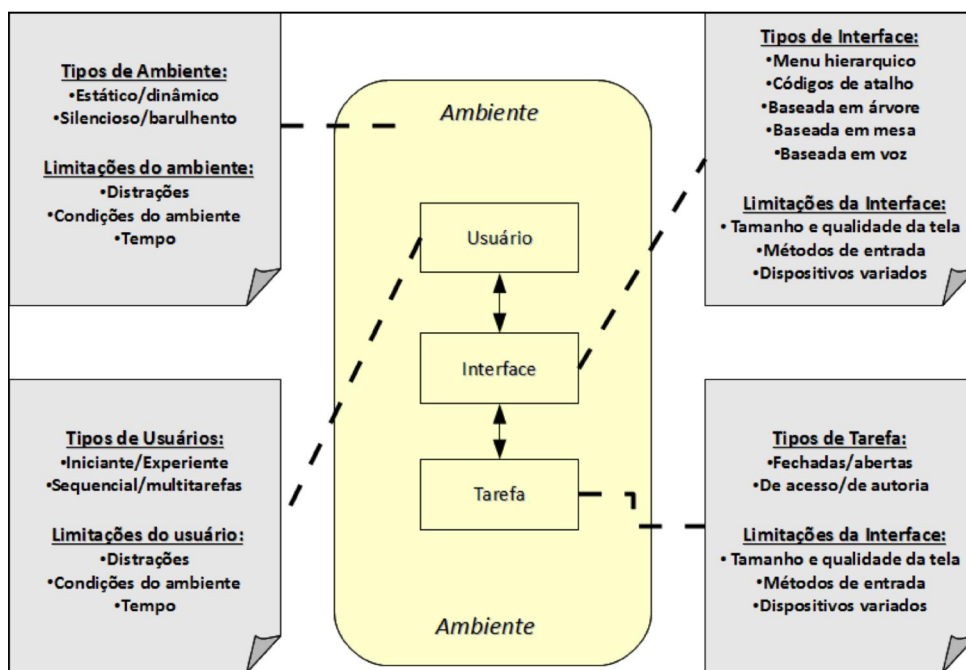 Tipos de Ambiente:
•Estático/dinâmico
•Silencioso/barulhento
Limitações do ambiente:
•Distrações
•Condições do ambiente
•Tempo
Ambiente
Usuário
Interface
Tarefa
Ambiente
Tipos de Interface:
•Menu hierarquico
•Códigos de atalho
•Baseada em árvore
•Baseada em mesa
•Baseada em voz
Limitações da Interface:
•Tamanho e qualidade da tela
•Métodos de entrada
•Dispositivos variados
Tipos de Usuários:
•Iniciante/Experiente
•Sequencial/multitarefas
Limitações do usuário:
•Distrações
•Condições do ambiente
•Tempo
Tipos de Tarefa:
•Fechadas/abertas
•De acesso/de autoria
Limitações da Interface:
•Tamanho e qualidade da tela
•Métodos de entrada
•Dispositivos variados